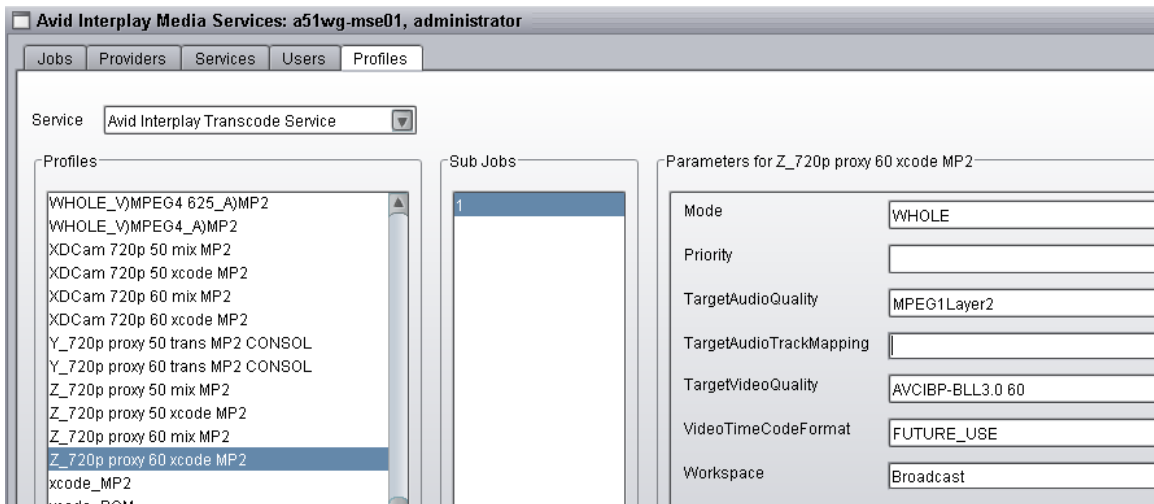 Avid Interplay Media Services: a51wg-mse01, administrator
Jobs
Providers
Services
Users
Profiles
Service
Avid Interplay Transcode Service
Profiles
WHOLE_V)MPEG4 625_A)MP2
WHOLE_V)MPEG4_A)MP2
XDCam 720p 50 mix MP2
XDCam 720p 50 xcode MP2
XDCam 720p 60 mix MP2
XDCam 720p 60 xcode MP2
Y_720p proxy 50 trans MP2 CONSOL
Y_720p proxy 60 trans MP2 CONSOL
Z_720p proxy 50 mix MP2
Z_720p proxy 50 xcode MP2
Z_720p proxy 60 mix MP2
Z_720p proxy 60 xcode MP2
xcode_MP2
Sub Jobs
1
Parameters for Z_720p proxy 60 xcode MP2
Mode
WHOLE
Priority
TargetAudioQuality
MPEG1Layer2
TargetAudioTrackMapping
TargetVideoQuality
AVCIBP-BLL3.0 60
VideoTimeCodeFormat
FUTURE_USE
Workspace
Broadcast